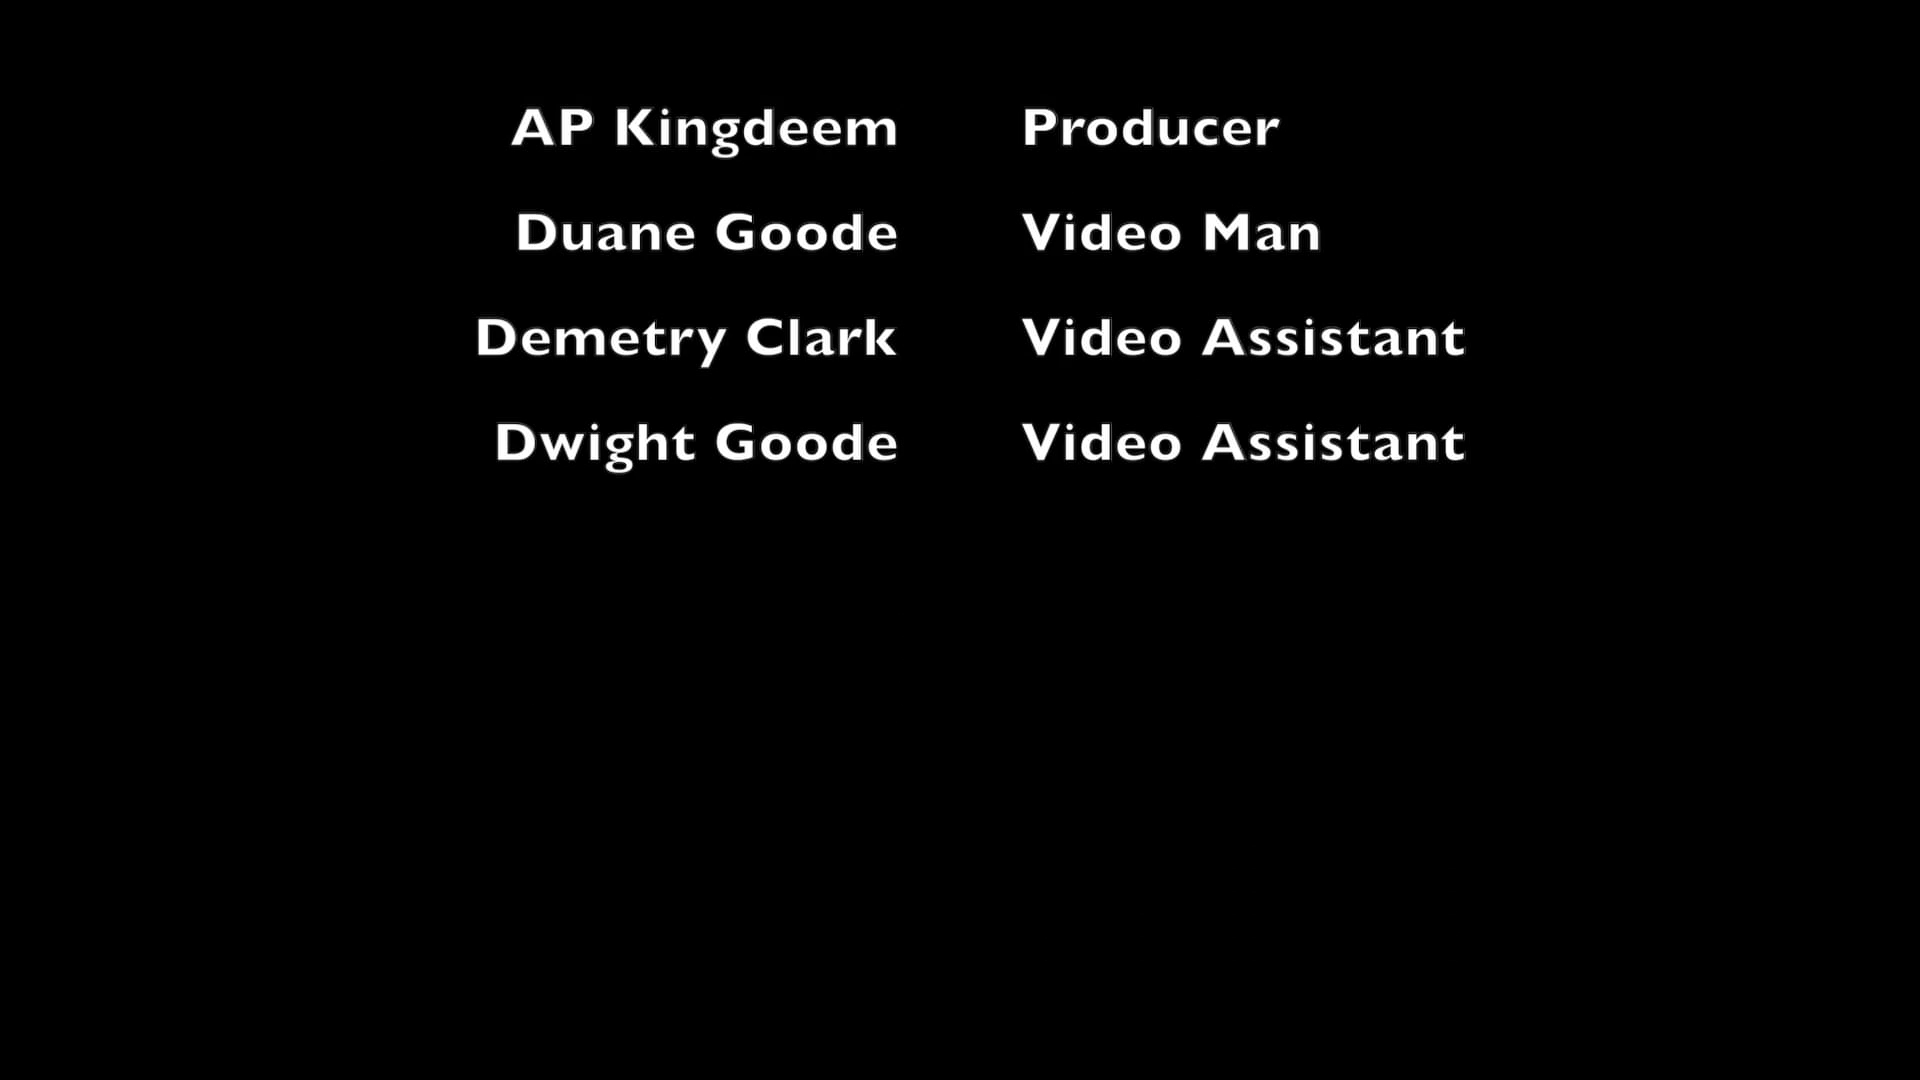 AP Kingdeem Producer
Duane Goode Video Man
Demetry Clark Video Assistant
Dwight Goode Video Assistant